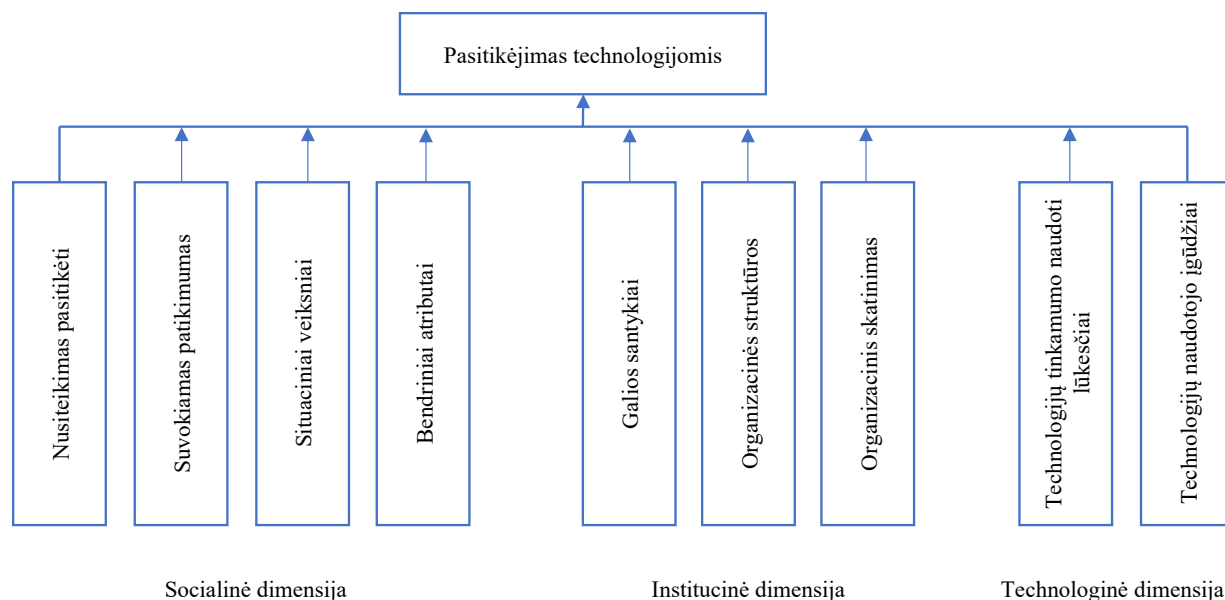 Pasitikėjimas technologijomis
Nusiteikimas pasitikėti
Suvokiamas patikimumas
Situaciniai veiksniai
Bendriniai atributai
Galios santykiai
Organizacinės struktūros
Organizacinis skatinimas
Technologijų tinkamumo naudoti
lūkesčiai
Technologijų naudotojo įgūdžiai
Socialinė dimensija
Institucinė dimensija
Technologinė dimensija